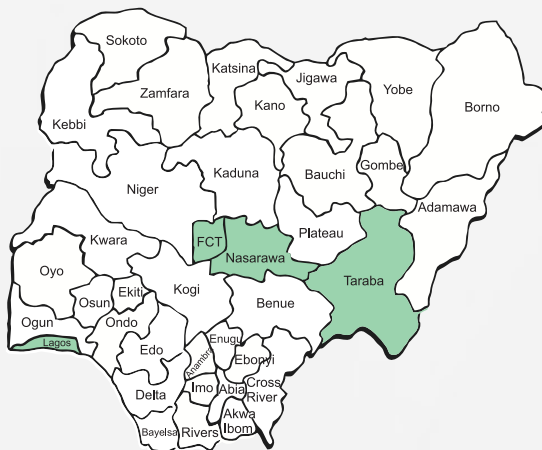 Sokoto
Katsina
Jigawa
Yobe
Borno
Zamfara
Kano
Kebbi
Gombe
Kaduna
Bauchi
Niger
Adamawa
FCT
Plateau
Kwara
Nasarawa
Oyo
Taraba
Kogi
Ekiti
Osun
Benue
Ogun
Ondo
Lagos
Enugu
Edo
Anambra
Ebonyi
Delta
Imo
Abia
Cross
River
Akwa
Ibom
Bayelsa
Rivers